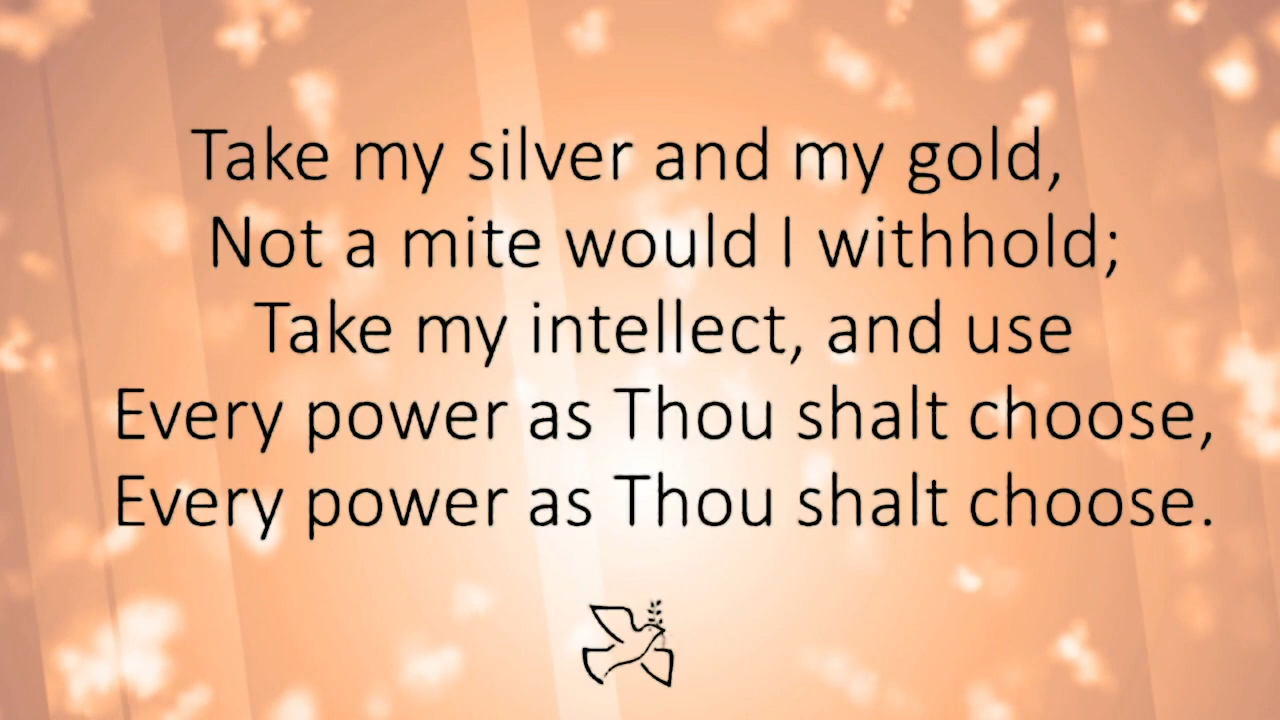 Take my silver and my gold,
Not a mite would I withhold;
Take my intellect, and use
Every power as Thou shalt choose,
Every power as Thou shalt choose.